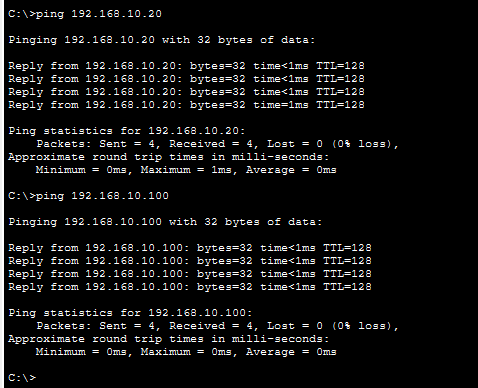 C:\>ping 192.168.10.20
Pinging 192.168.10.20 with 32 bytes of data:
Reply from 192.168.10.20: bytes=32 time<1ms TTL=128
Reply from 192.168.10.20: bytes=32 time<1ms TTL=128
Reply from 192.168.10.20: bytes=32 time<1ms TTL=128
Reply from 192.168.10.20: bytes=32 time=1ms TTL=128
Ping statistics for 192.168.10.20:
Packets: Sent = 4, Received = 4, Lost = 0 (0% loss),
Approximate round trip times in milli-seconds:
Minimum = 0ms, Maximum = 1ms, Average = 0ms
C:\>ping 192.168.10.100
Pinging 192.168.10.100 with 32 bytes of data:
Reply from 192.168.10.100: bytes=32 time<1ms TTL=128
Reply from 192.168.10.100: bytes=32 time<1ms TTL=128
Reply from 192.168.10.100: bytes=32 time<1ms TTL=128
Reply from 192.168.10.100: bytes=32 time<1ms TTL=128
Ping statistics for 192.168.10.100:
Packets: Sent = 4, Received = 4, Lost = 0 (0% loss),
Approximate round trip times in milli-seconds:
Minimum = 0ms, Maximum = 0ms, Average = 0ms
C:\>